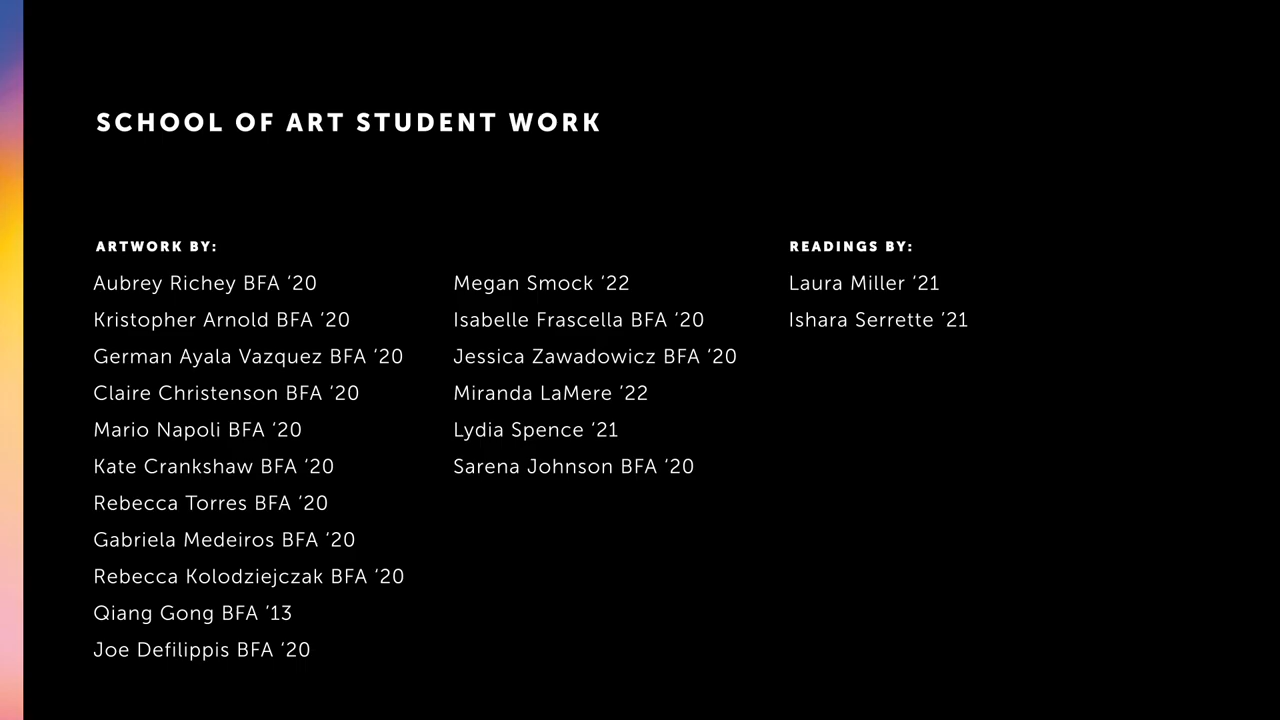 SCHOOL OF ART STUDENT WORK
ARTWORK BY:
Aubrey Richey BFA ‘20
Kristopher Arnold BFA ‘20
German Ayala Vazquez BFA ‘20
Claire Christenson BFA ‘20
Mario Napoli BFA ‘20
Kate Crankshaw BFA ‘20
Rebecca Torres BFA ‘20
Gabriela Medeiros BFA ‘20
Rebecca Kolodziejczak BFA ‘20
Qiang Gong BFA ’13
Joe Defilippis BFA ‘20
Megan Smock ‘22
Isabelle Frascella BFA ‘20
Jessica Zawadowicz BFA ‘20
Miranda LaMere ’22
Lydia Spence ‘21
Sarena Johnson BFA ‘20
READINGS BY:
Laura Miller ‘21
Ishara Serrette ’21